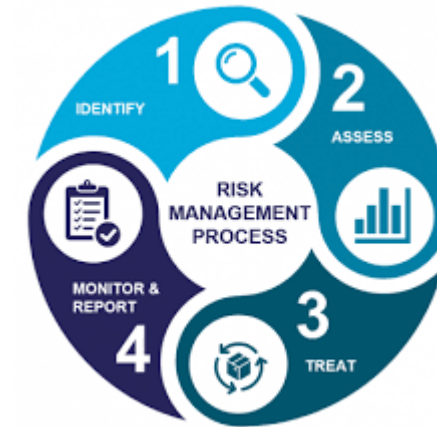 1
IDENTIFY
2
ASSESS
RISK
MANAGEMENT
PROCESS
3
TREAT
MONITOR &
REPORT
4